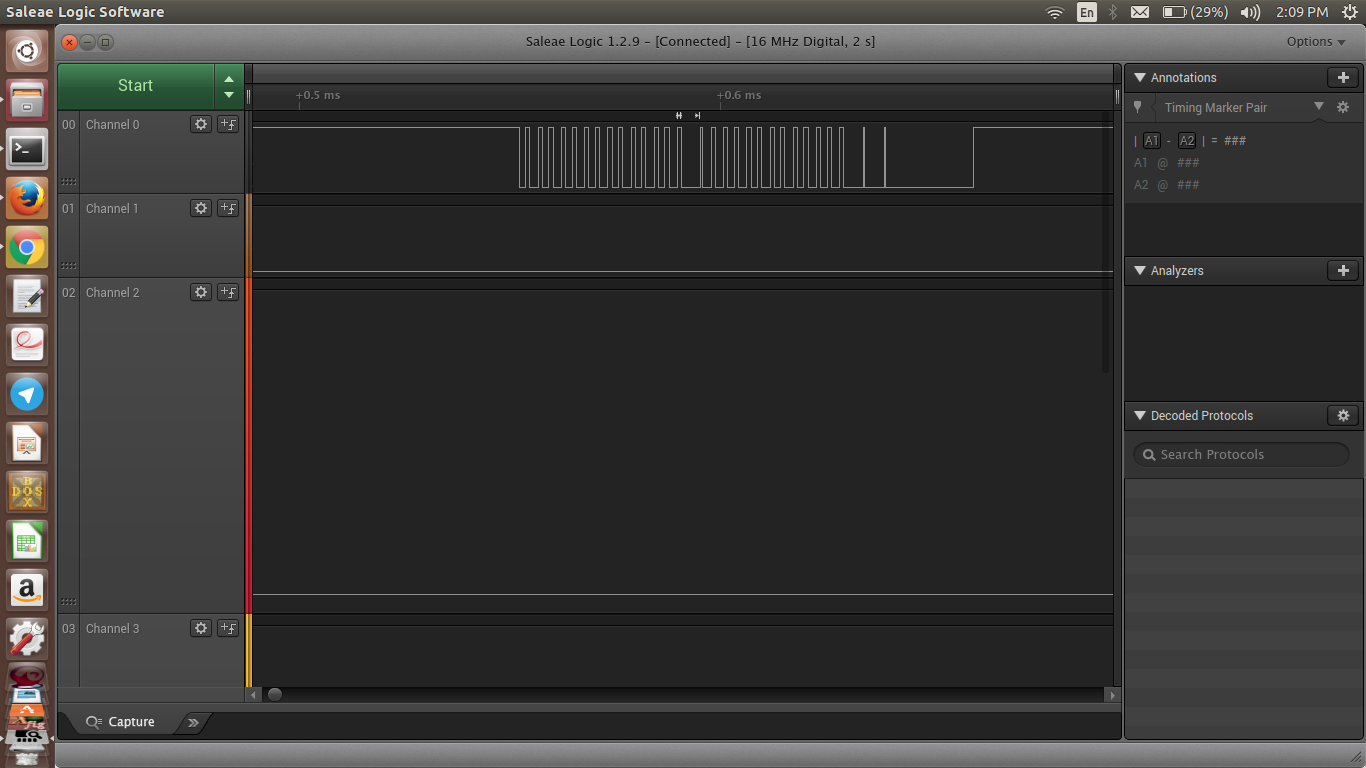 Saleae Logic Software
En
(29%)
2:09 PM
Saleae Logic 1.2.9 – [Connected] – [16 MHz Digital, 2 s]
Options
Start
+0.5 ms
+0.6 ms
Annotations
00 Channel 0
Timing Marker Pair
| A1 - A2 | = ###
A1 @ ###
A2 @ ###
01 Channel 1
Analyzers
02 Channel 2
Decoded Protocols
Search Protocols
DOS
BOX
a
03 Channel 3
Capture